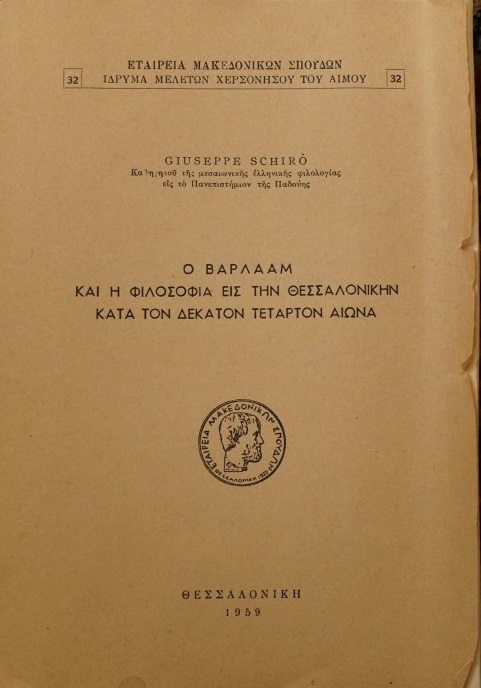 ΕΤΑΙΡΕΙΑ ΜΑΚΕΔΟΝΙΚΩΝ ΣΠΟΥΔΩΝ
32 ΙΔΡΥΜΑ ΜΕΛΕΤΩΝ ΧΕΡΣΟΝΗΣΟΥ ΤΟΥ ΑΙΜΟΥ 32
GIUSEPPE SCHIRÒ
Καθηγητοῦ τῆς μεσαιωνικῆς ἑλληνικῆς φιλολογίας
εἰς τὸ Πανεπιστήμιον τῆς Παδούης
Ο ΒΑΡΛΑΑΜ
ΚΑΙ Η ΦΙΛΟΣΟΦΙΑ ΕΙΣ ΤΗΝ ΘΕΣΣΑΛΟΝΙΚΗΝ
ΚΑΤΑ ΤΟΝ ΔΕΚΑΤΟΝ ΤΕΤΑΡΤΟΝ ΑΙΩΝΑ
ΕΤΑΙΡΕΙΑ ΜΑΚΕΔΟΝΙΚΩΝ ΣΠΟΥΔΩΝ
ΘΕΣΣΑΛΟΝΙΚΗ
ΘΕΣΣΑΛΟΝΙΚΗ
1959